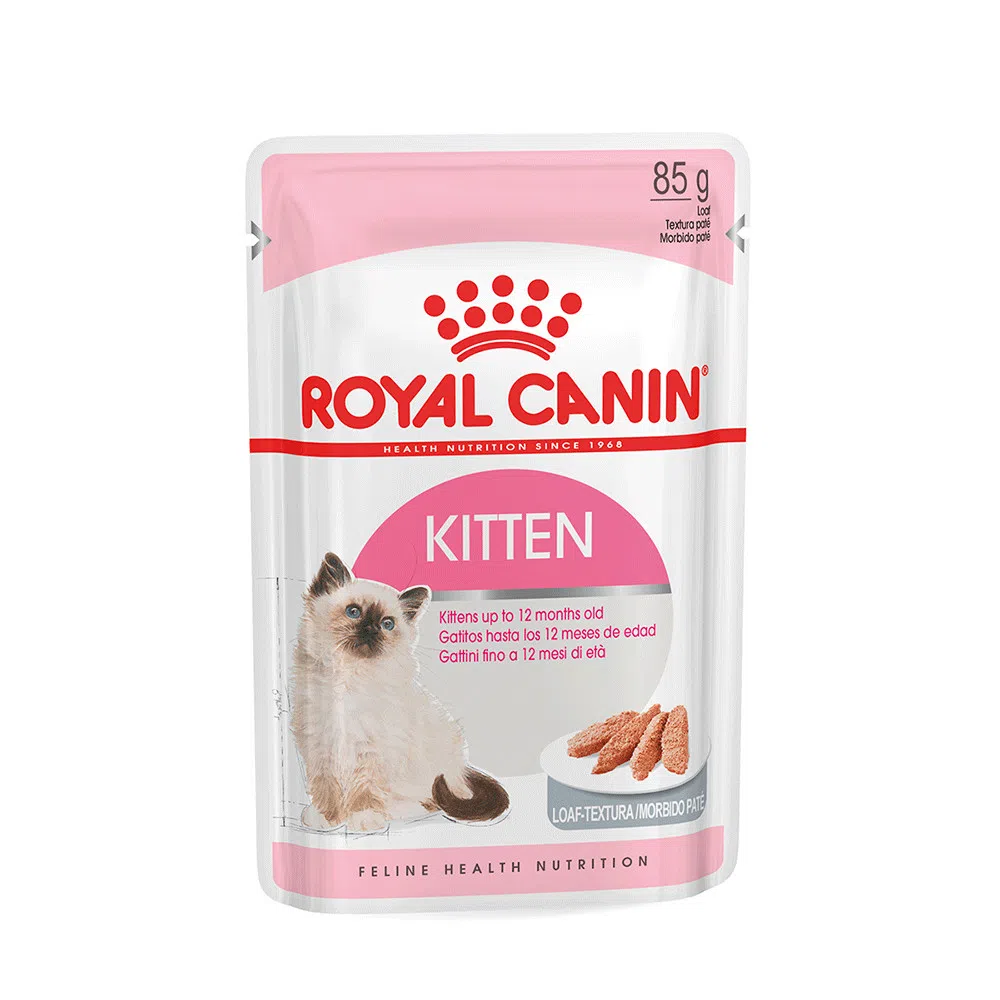 85 g
Loaf
Textura paté
Morbido paté
ROYAL CANIN®
HEALTH NUTRITION SINCE 1968
KITTEN
Kittens up to 12 months old
Gatitos hasta los 12 meses de edad
Gattini fino a 12 mesi di età
LOAF-TEXTURA/MORBIDO PATÉ
FELINE HEALTH NUTRITION